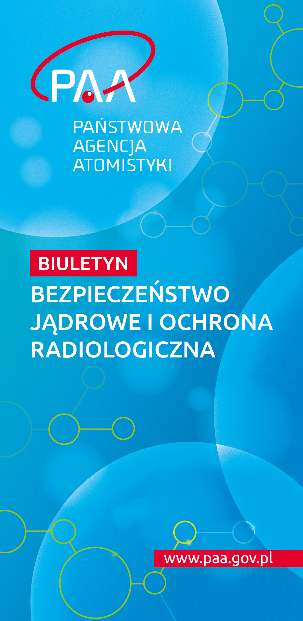 PAA
PAŃSTWOWA
AGENCJA
ATOMISTYKI
BIULETYN
BEZPIECZEŃSTWO
JĄDROWE I OCHRONA
RADIOLOGICZNA
www.paa.gov.pl